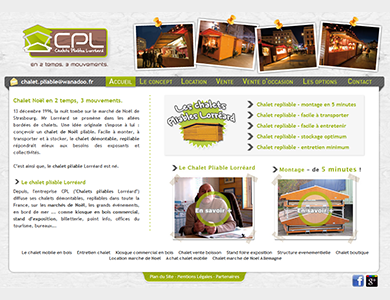 CPL
Chalets Pliables Lorréard
en 2 temps, 3 mouvements.
chalet.pliable@wanadoo.fr
Accueil
Le concept
Location
Vente
Vente d'occasion
Les options
Contact
Chalet Noël en 2 temps, 3 mouvements.
13 décembre 1996, la nuit tombe sur le marché de Noël de
Strasbourg. Mr Lorréard se promène dans les allées
bordées de chalets. Une idée originale s'impose à lui :
conçevoir un chalet de Noël pliable. Facile à monter, à
transporter et à stocker, le chalet démontable, repliable
répondrait mieux aux besoins des exposants et
collectivités.
C'est ainsi que, le chalet pliable Lorréard est né.
Le chalet pliable Lorréard
Depuis, l'entreprise CPL ("Chalets pliables Lorréard")
diffuse ses chalets démontables, repliables dans toute la
France, sur les marchés de Noël, les grands évènements,
en bord de mer ... comme kiosque en bois commercial,
stand d'exposition, billetterie, point info, offices du
tourisme, bureaux...
Les chalets
Pliables Lorréard
Chalet repliable - montage en 5 minutes
Chalet repliable - facile à transporter
Chalet repliable - facile à entretenir
Chalet repliable - stockage optimum
Chalet repliable - entretien minimum
Le Chalet Pliable Lorréard
En savoir +
Montage - de 5 minutes !
En savoir +
Le chalet mobile en bois
Entretien chalet
Kiosque commercial en bois
Chalet vente boisson
Stand foire exposition
Structure evenementielle
Chalet boutique
Location marché de Noël
Achat chalet mobile
Chalet marché de Noël Allemagne
Plan du Site - Mentions Légales - Partenaires